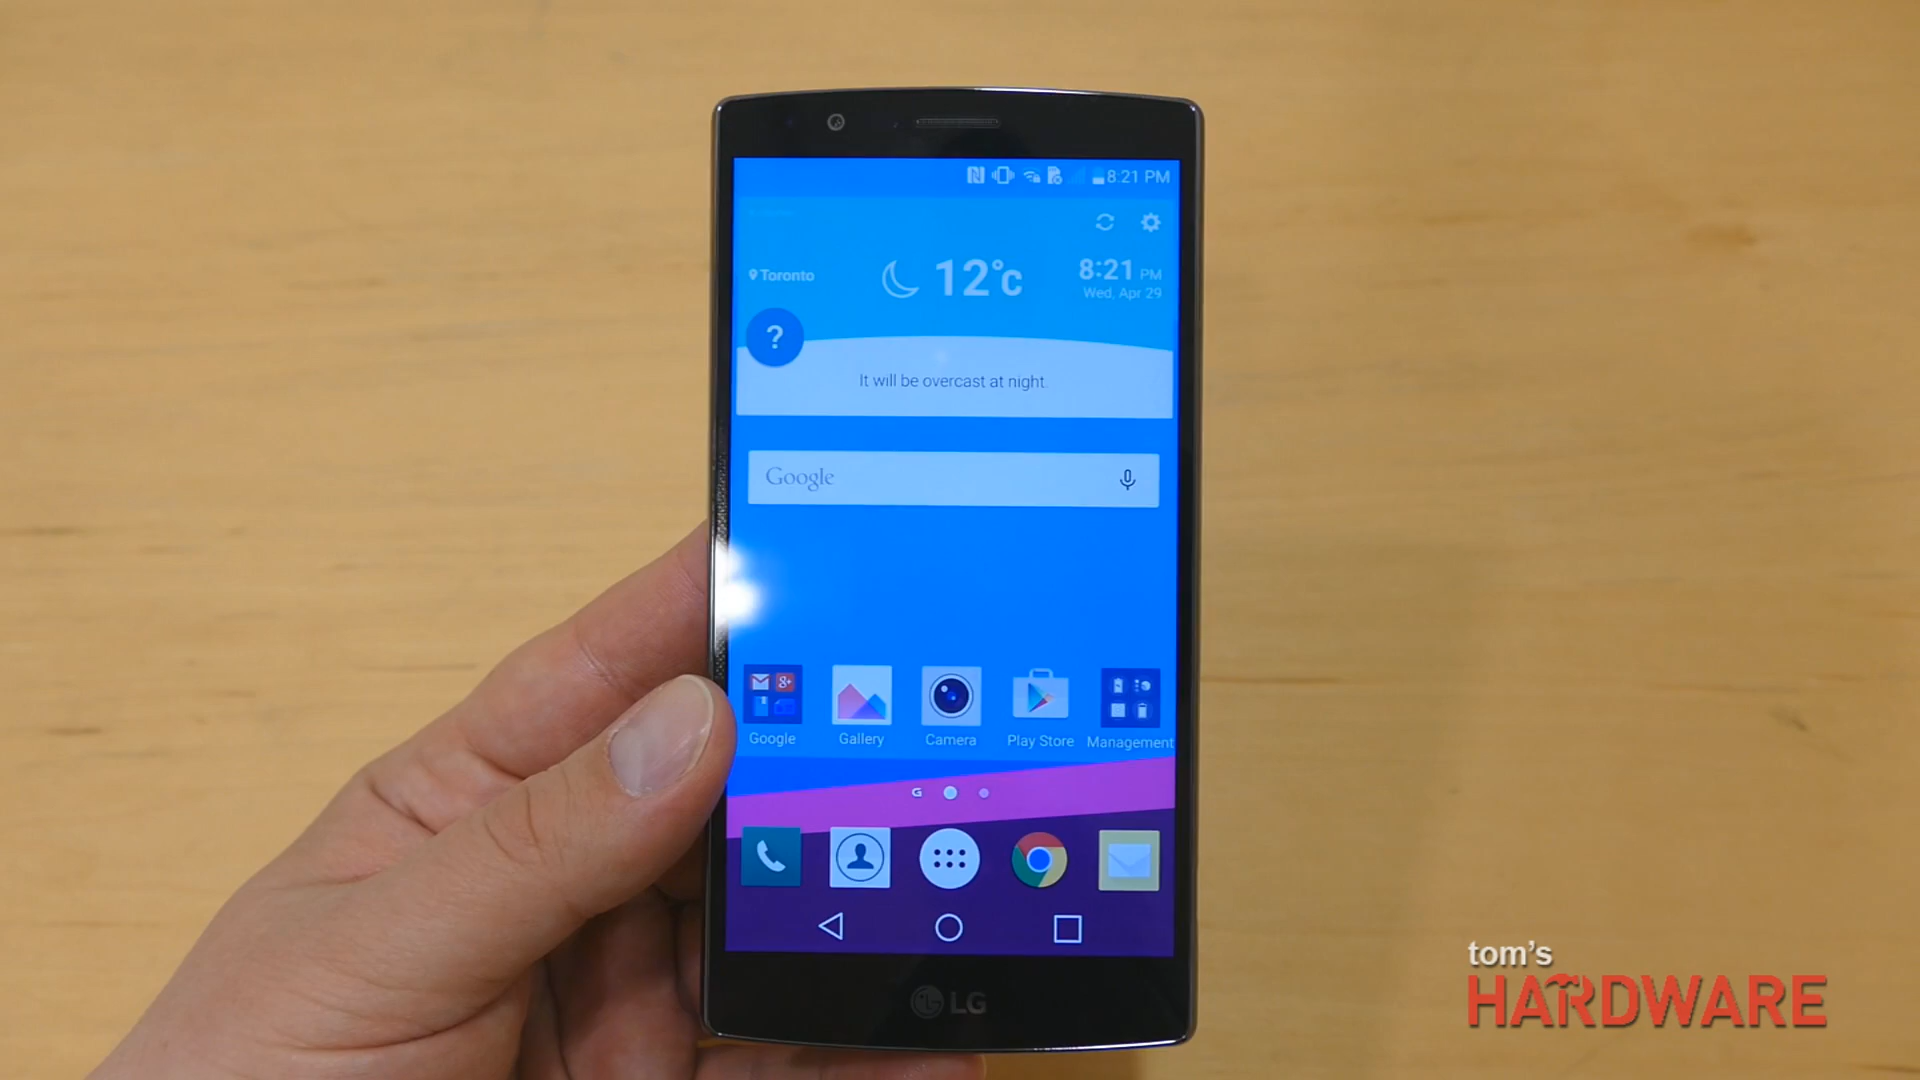 8:21 PM
Toronto
12°c
8:21 PM
Wed, Apr 29
?
It will be overcast at night.
Google
g+
Google
Gallery
Camera
Play Store
Management
G
LG
tom's
HARDWARE